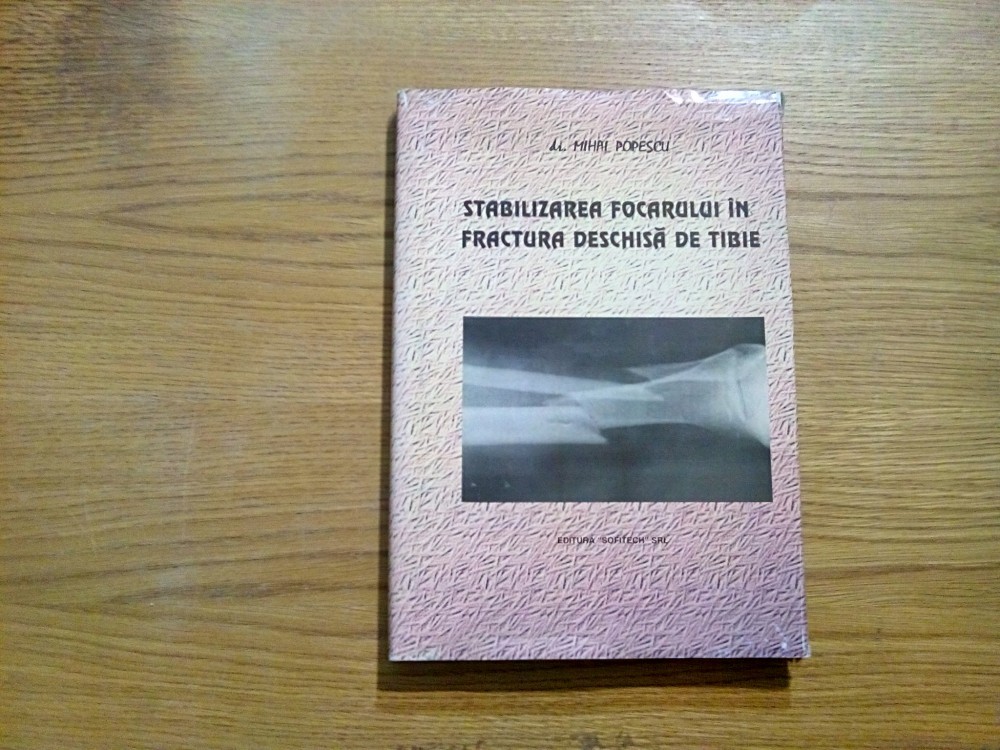 dr. MIHAI POPESCU
STABILIZAREA FOCARULUI ÎN
FRACTURA DESCHISĂ DE TIBIE
EDITURA "SOFITECH" SRL